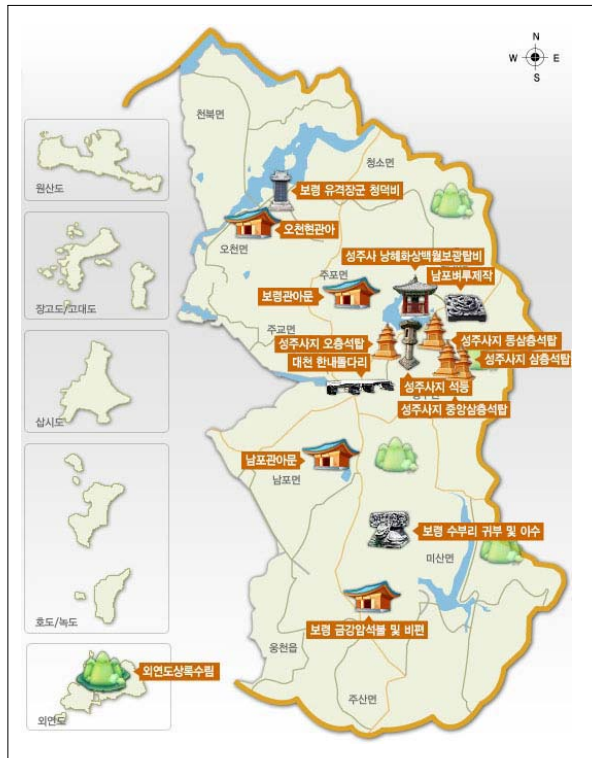 N
W E
S
천북면
청소면
원산도
보령 유격장군 청덕비
오천현관아
오천면
성주사 낭혜화상백월보광탑비
주포면
남포벼루제작
장고도/고대도
보령관아문
주교면
성주사지 오층석탑
성주사지 동삼층석탑
대천 한내돌다리
성주사지 삼층석탑
성주사지 석등
삽시도
성주사지 중앙삼층석탑
남포관아문
남포면
보령 수부리 귀부 및 이수
미산면
호도/녹도
보령 금강암석불 및 비편
웅천읍
외연도상록수림
주산면
외연도